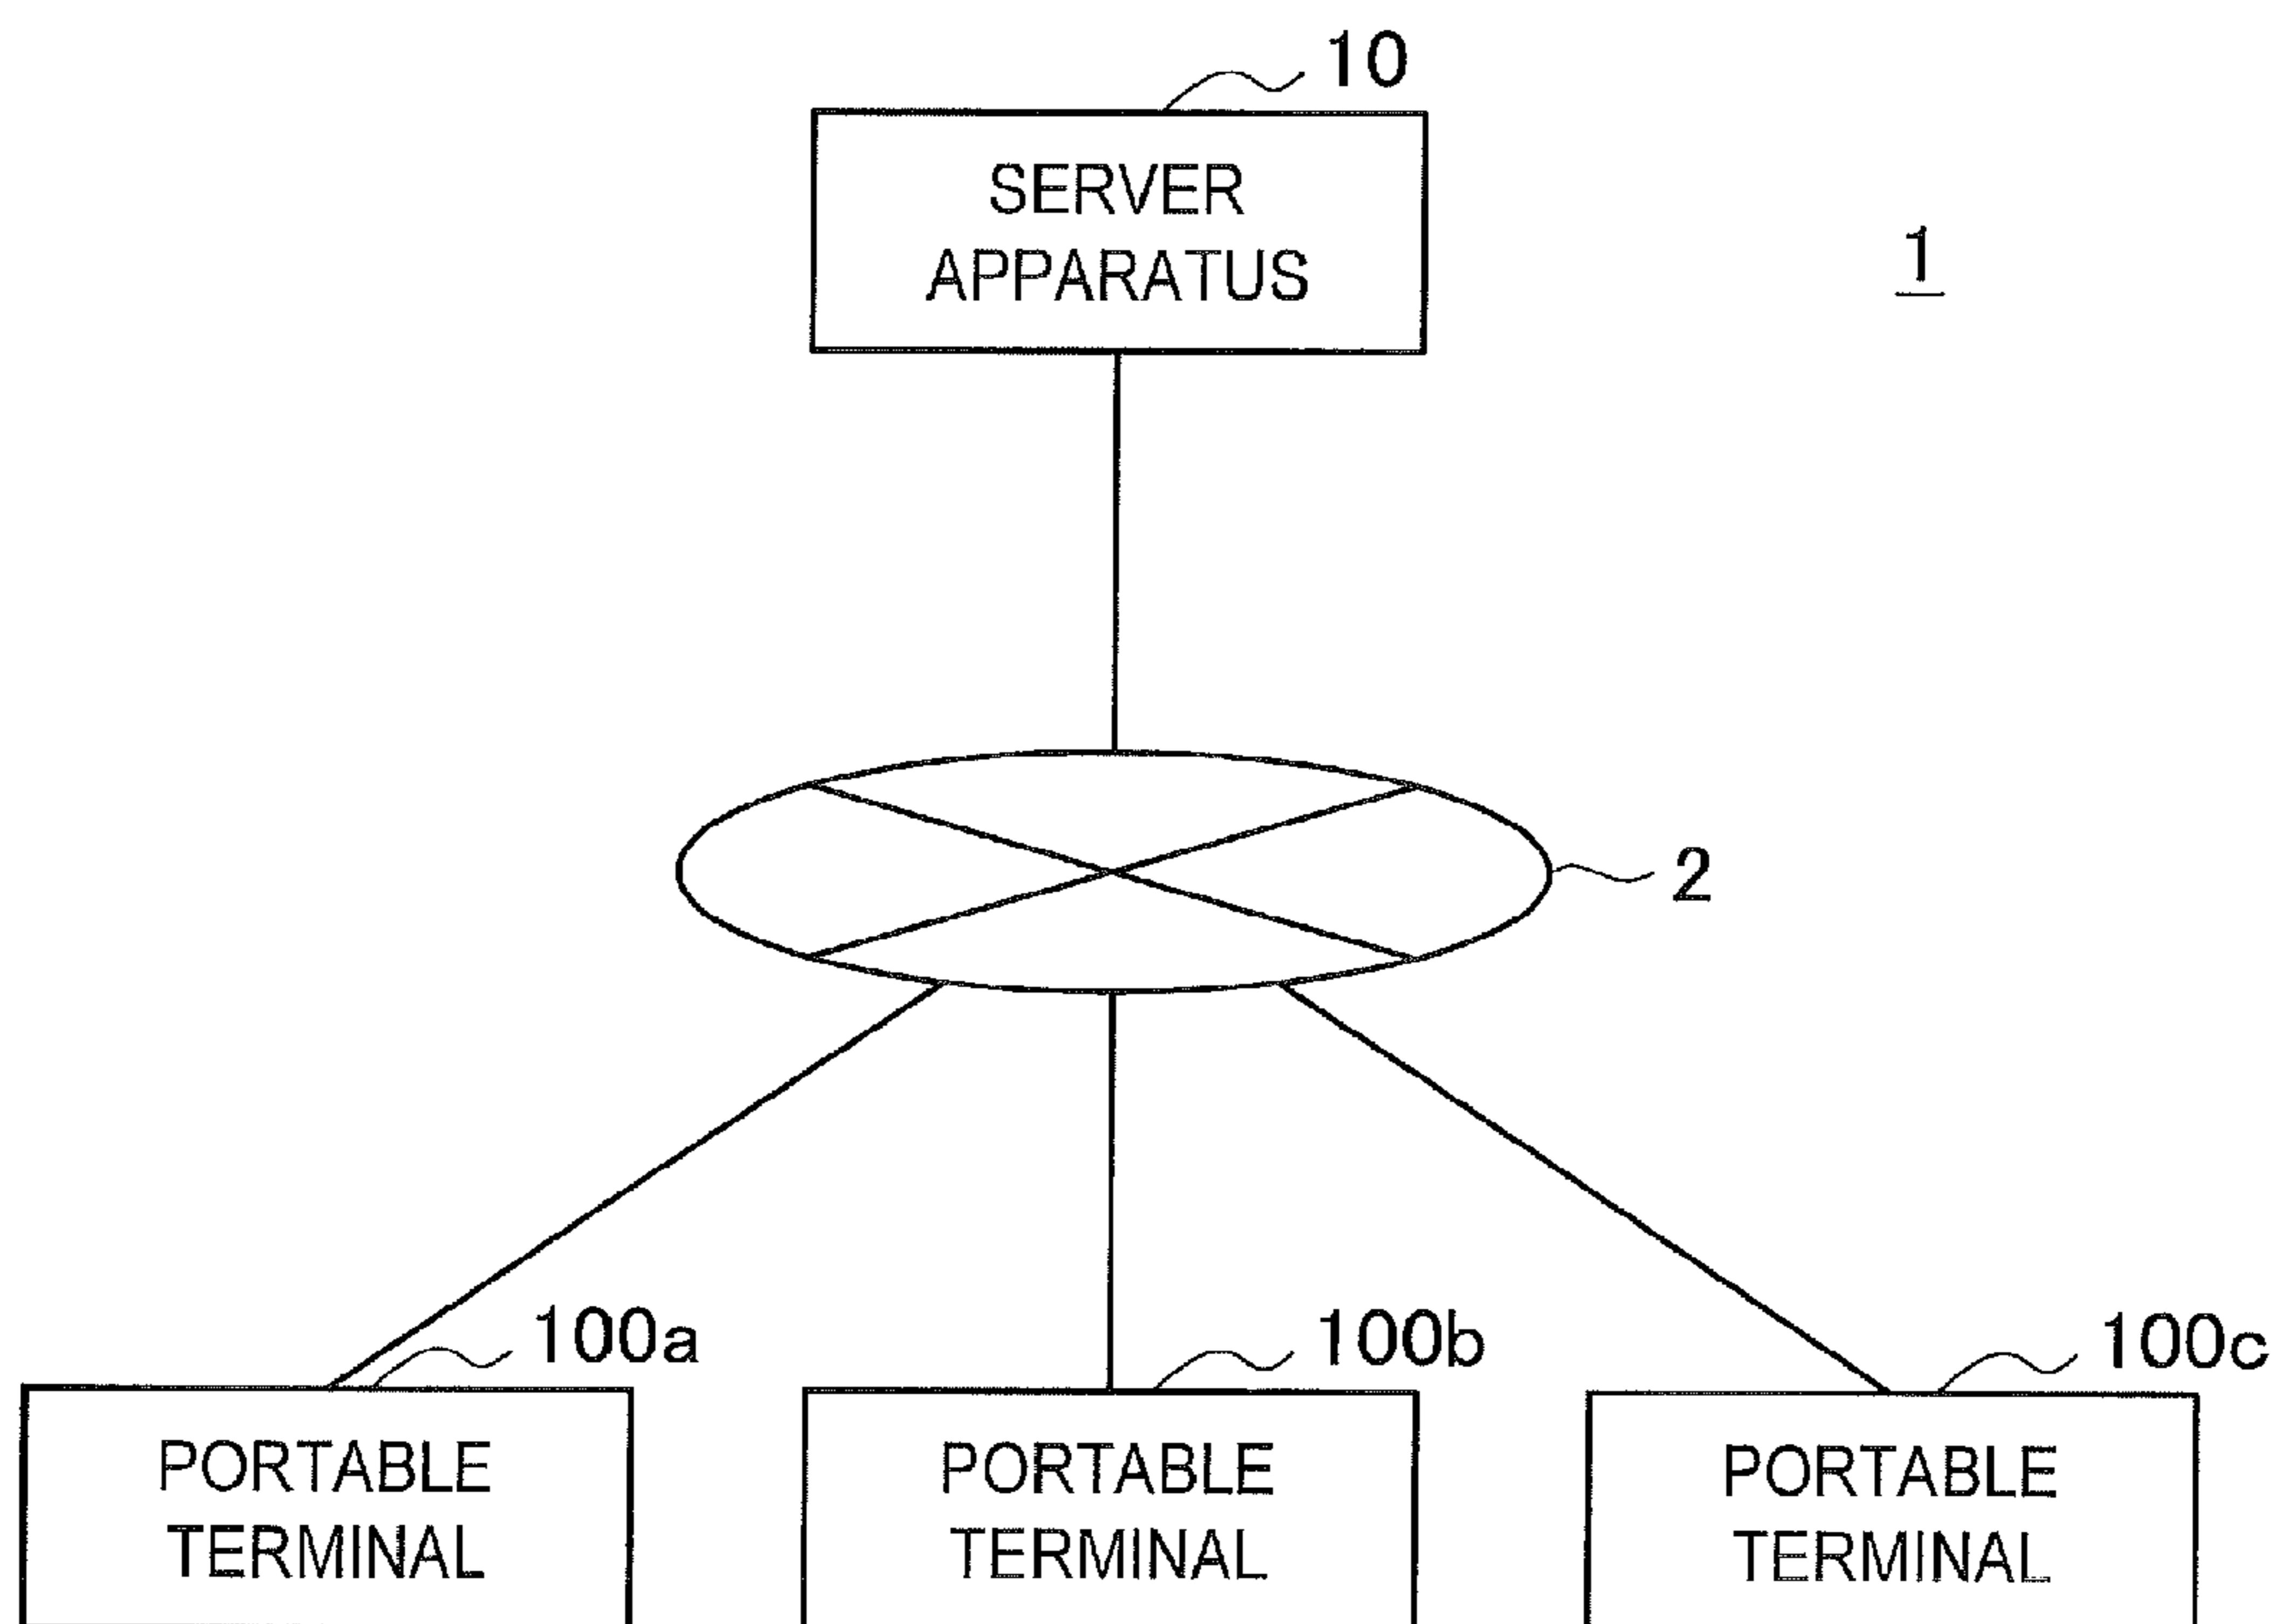 10
SERVER
APPARATUS
1
2
100a
100b
100c
PORTABLE
TERMINAL
PORTABLE
TERMINAL
PORTABLE
TERMINAL